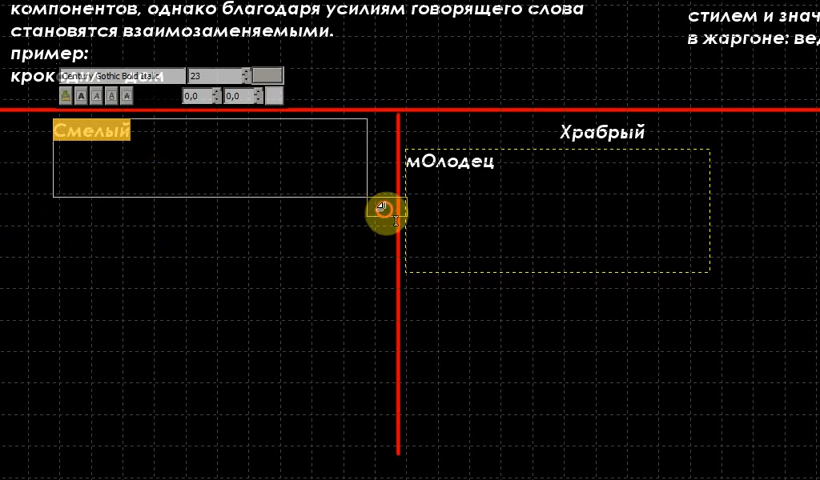 компонентов, однако благодаря усилиям говорящего слова
становятся взаимозаменяемыми.
пример:
крок
Century Gothic Bold Italic
23
0,0
0,0
стилем и знач
в жаргоне: вед
Смелый
Храбрый
мОлодец